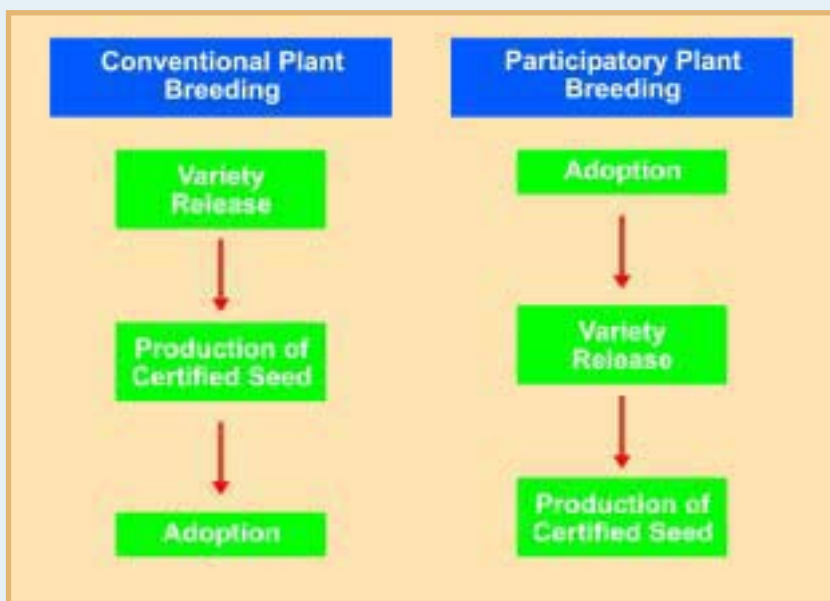 Conventional Plant
Breeding
Variety
Release
Production of
Certified Seed
Adoption
Participatory Plant
Breeding
Adoption
Variety
Release
Production of
Certified Seed